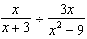 x/(x + 3) ÷ 3x/(x² − 9)